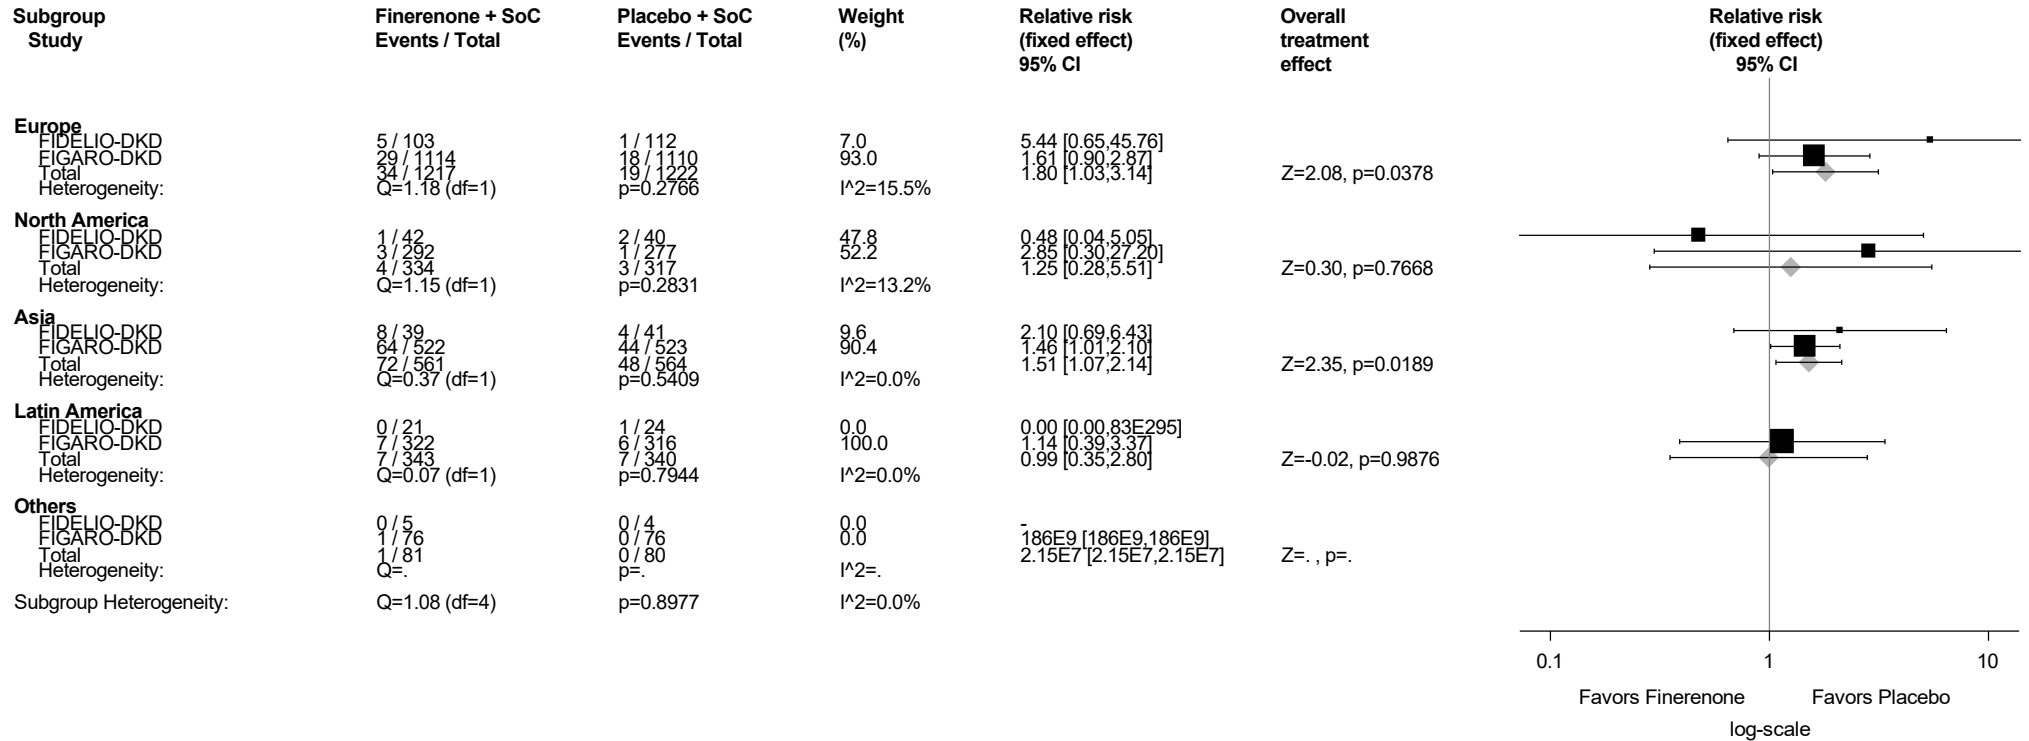 Subgroup Finerenone + SoC Placebo + SoC Weight Relative risk Overall Relative risk
Study Events / Total Events / Total (%) (fixed effect) treatment (fixed effect)
95% CI effect 95% CI
Europe
FIDELIO-DKD 5 / 103 1 / 112 7.0 5.44 [0.65,45.76]
FIGARO-DKD 29 / 1114 18 / 1110 93.0 1.61 [0.90,2.87]
Total 34 / 1217 19 / 1222 1.80 [1.03,3.14] Z=2.08, p=0.0378
Heterogeneity: Q=1.18 (df=1) p=0.2766 I^2=15.5%
North America
FIDELIO-DKD 1 / 42 2 / 40 47.8 0.48 [0.04,5.05]
FIGARO-DKD 3 / 292 1 / 277 52.2 2.85 [0.30,27.20]
Total 4 / 334 3 / 317 1.25 [0.28,5.51] Z=0.30, p=0.7668
Heterogeneity: Q=1.15 (df=1) p=0.2831 I^2=13.2%
Asia
FIDELIO-DKD 8 / 39 4 / 41 9.6 2.10 [0.69,6.43]
FIGARO-DKD 64 / 522 44 / 523 90.4 1.46 [1.01,2.10]
Total 72 / 561 48 / 564 1.51 [1.07,2.14] Z=2.35, p=0.0189
Heterogeneity: Q=0.37 (df=1) p=0.5409 I^2=0.0%
Latin America
FIDELIO-DKD 0 / 21 1 / 24 0.0 0.00 [0.00,83E295]
FIGARO-DKD 7 / 322 6 / 316 100.0 1.14 [0.39,3.37]
Total 7 / 343 7 / 340 0.99 [0.35,2.80] Z=-0.02, p=0.9876
Heterogeneity: Q=0.07 (df=1) p=0.7944 I^2=0.0%
Others
FIDELIO-DKD 0 / 5 0 / 4 0.0 -
FIGARO-DKD 1 / 76 0 / 76 0.0 186E9 [186E9,186E9]
Total 1 / 81 0 / 80 2.15E7 [2.15E7,2.15E7] Z=. , p=.
Heterogeneity: Q=. p=. I^2=.
Subgroup Heterogeneity: Q=1.08 (df=4) p=0.8977 I^2=0.0%
0.1 1 10
Favors Finerenone Favors Placebo
log-scale